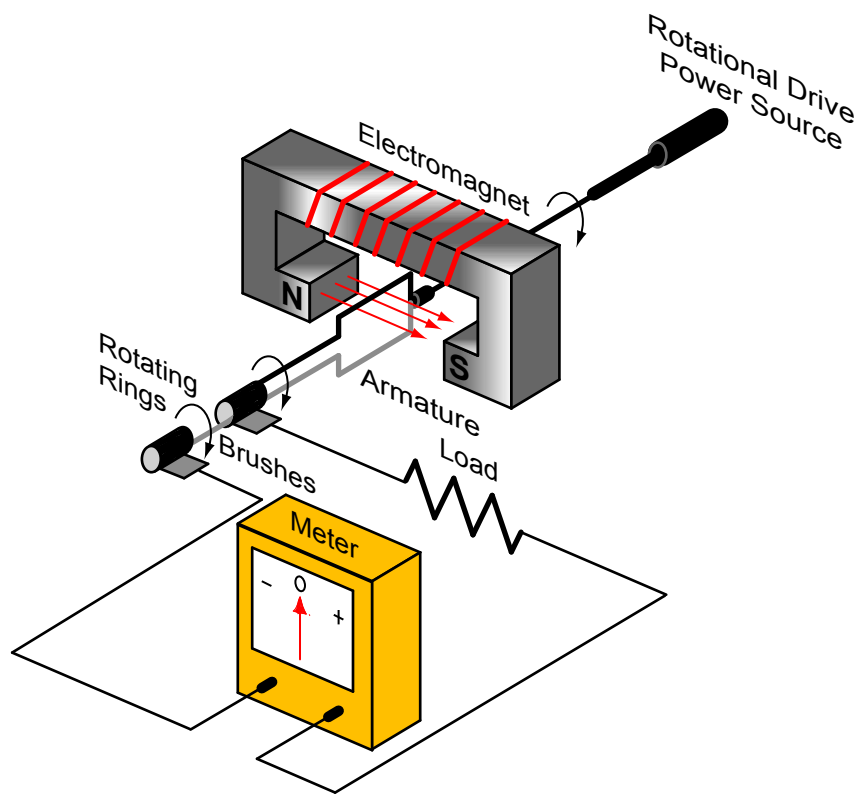 Rotational Drive
Power Source
Electromagnet
N
S
Rotating
Rings
Armature
Load
Brushes
Meter
- 0 +